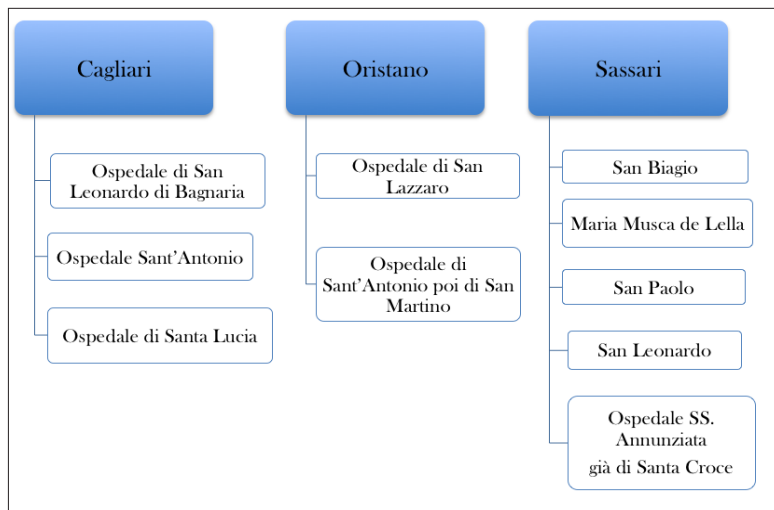 Cagliari
Ospedale di San
Leonardo di Bagnaria
Ospedale Sant’Antonio
Ospedale di Santa Lucia
Oristano
Ospedale di San
Lazzaro
Ospedale di
Sant’Antonio poi di San
Martino
Sassari
San Biagio
Maria Musca de Lella
San Paolo
San Leonardo
Ospedale SS.
Annunziata
già di Santa Croce